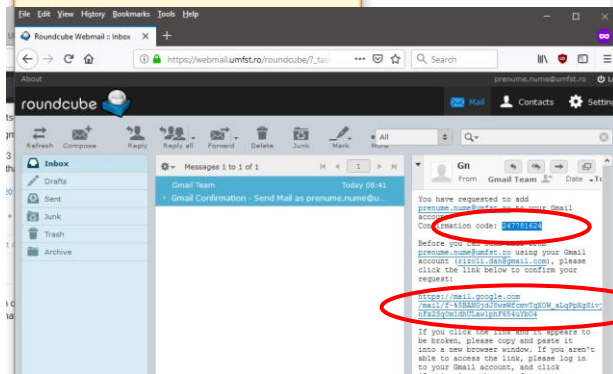 File Edit View History Bookmarks Tools Help
Roundcube Webmail :: Inbox
https://webmail.umfst.ro/roundcube/?_tas
Search
About
prenume.nume@umfst.ro
roundcube
Mail Contacts Setting
Refresh Compose Reply Reply all Forward Delete Junk Mark More
All
Inbox
Drafts
Sent
Junk
Trash
Archive
Messages 1 to 1 of 1
1
Gmail Team Today 08:41
Gmail Confirmation - Send Mail as prenume.nume@u...
Gn
From Gmail Team Date
You have requested to add
prenume.nume@umfst.ro to your Gmail
account.
Confirmation code: 247781624
Before you can send mail from
prenume.nume@umfst.ro using your Gmail
account (rizoli.dan@gmail.com), please
click the link below to confirm your
request:
https://mail.google.com
If you click the link and it appears to
be broken, please copy and paste it
into a new browser window. If you aren't
able to access the link, please log in
to your Gmail account, and click